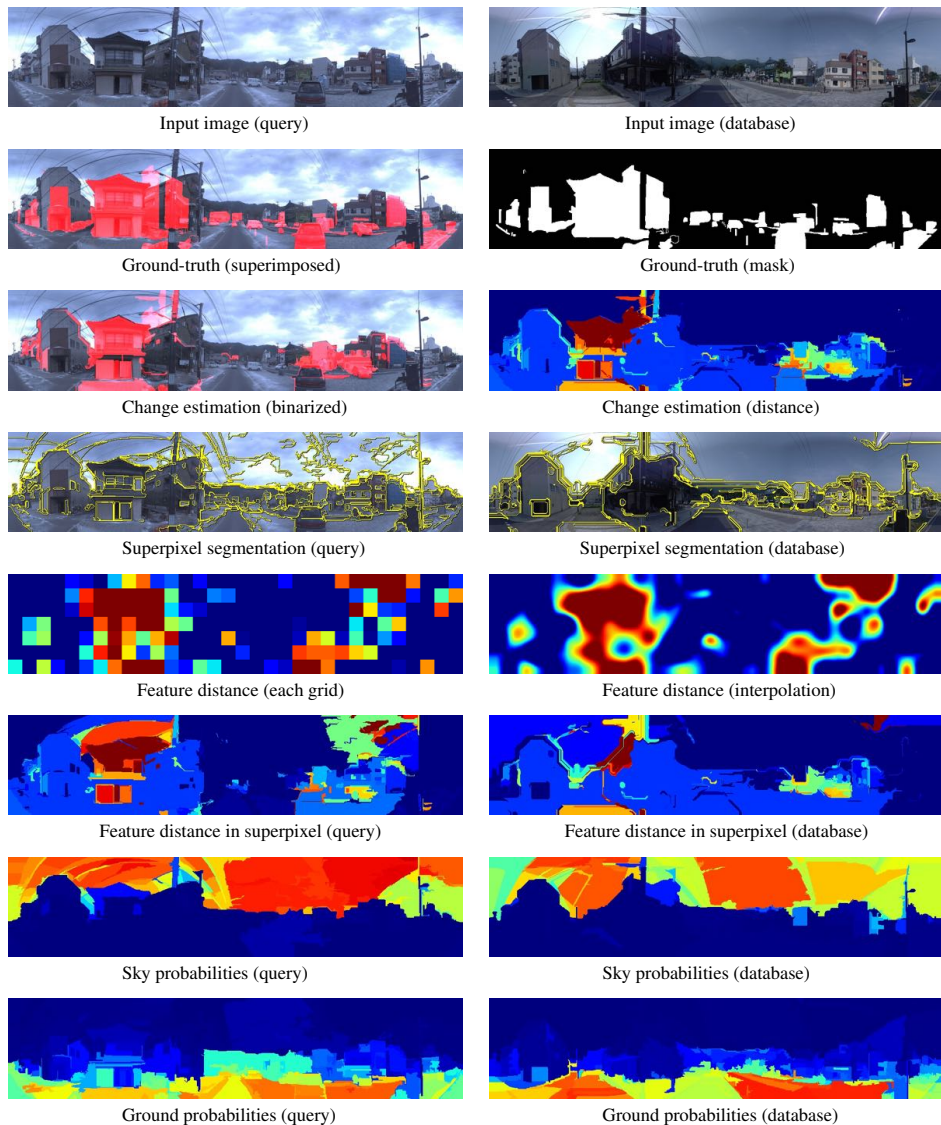 Input image (query)
Input image (database)
Ground-truth (superimposed)
Ground-truth (mask)
Change estimation (binarized)
Change estimation (distance)
Superpixel segmentation (query)
Superpixel segmentation (database)
Feature distance (each grid)
Feature distance (interpolation)
Feature distance in superpixel (query)
Feature distance in superpixel (database)
Sky probabilities (query)
Sky probabilities (database)
Ground probabilities (query)
Ground probabilities (database)